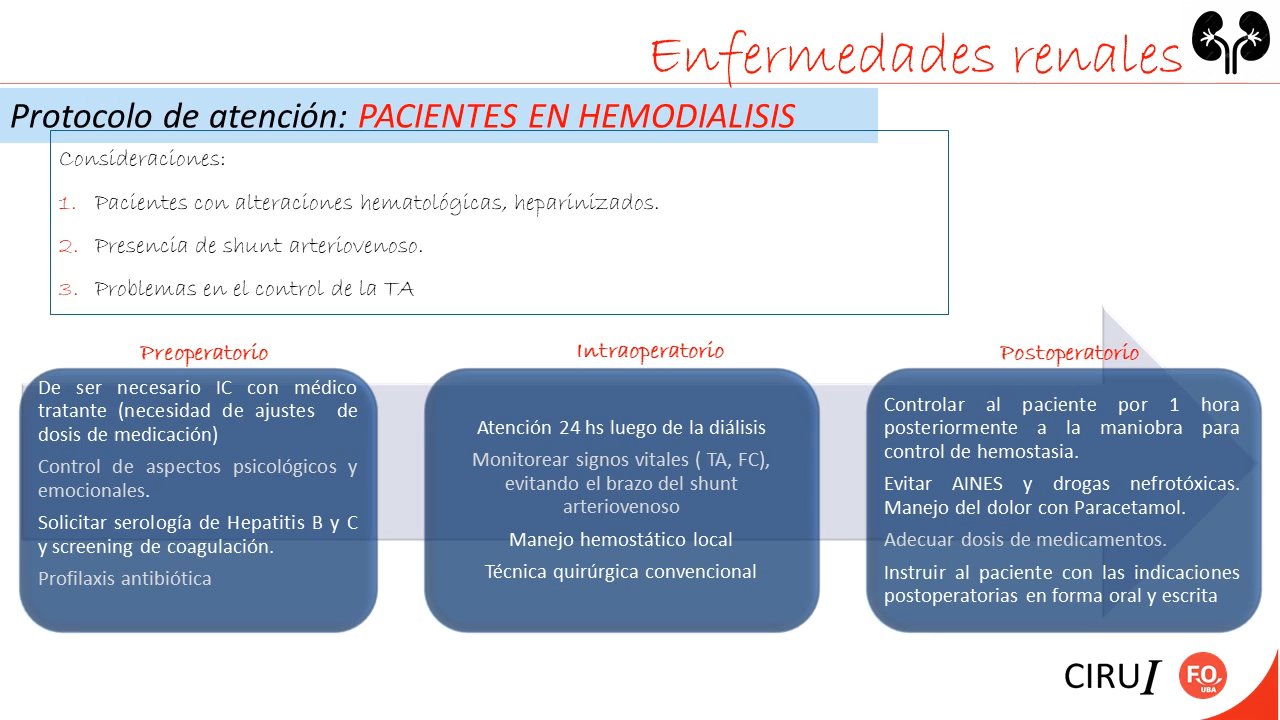 Enfermedades renales
Protocolo de atención: PACIENTES EN HEMODIALISIS
Consideraciones:
1. Pacientes con alteraciones hematológicas, heparinizados.
2. Presencia de shunt arteriovenoso.
3. Problemas en el control de la TA
Preoperatorio
De ser necesario IC con médico
tratante (necesidad de ajustes de
dosis de medicación)
Control de aspectos psicológicos y
emocionales.
Solicitar serología de Hepatitis B y C
y screening de coagulación.
Profilaxis antibiótica
Intraoperatorio
Atención 24 hs luego de la diálisis
Monitorear signos vitales ( TA, FC),
evitando el brazo del shunt
arteriovenoso
Manejo hemostático local
Técnica quirúrgica convencional
Postoperatorio
Controlar al paciente por 1 hora
posteriormente a la maniobra para
control de hemostasia.
Evitar AINES y drogas nefrotóxicas.
Manejo del dolor con Paracetamol.
Adecuar dosis de medicamentos.
Instruir al paciente con las indicaciones
postoperatorias en forma oral y escrita
CIRUI
F.O.
UBA